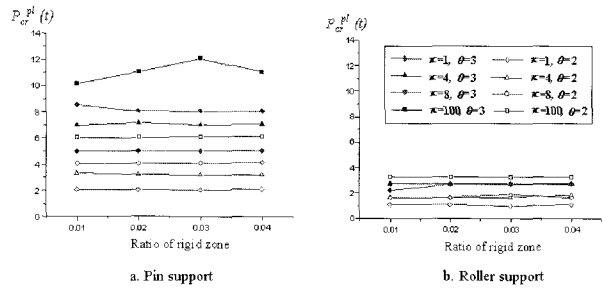 P_cr^pl (t)
14
12
10
8
6
4
2
0
0.01 0.02 0.03 0.04
Ratio of rigid zone
a. Pin support
P_cr^pl (t)
14
12
10
8
6
4
2
0
κ=1, θ=3 κ=1, θ=2
κ=4, θ=3 κ=4, θ=2
κ=8, θ=3 κ=8, θ=2
κ=100, θ=3 κ=100, θ=2
0.01 0.02 0.03 0.04
Ratio of rigid zone
b. Roller support